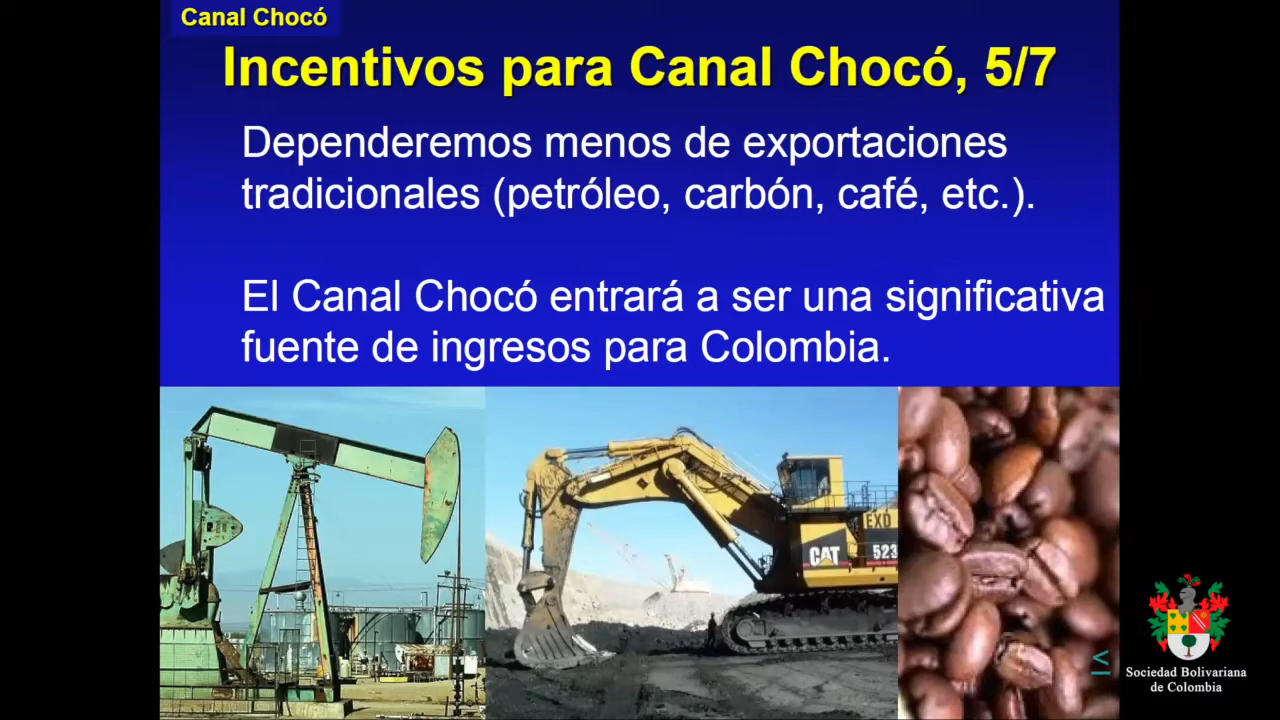 Canal Chocó
Incentivos para Canal Chocó, 5/7
Dependeremos menos de exportaciones
tradicionales (petróleo, carbón, café, etc.).
El Canal Chocó entrará a ser una significativa
fuente de ingresos para Colombia.
EXD
CAT
523
<
Sociedad Bolivariana
de Colombia